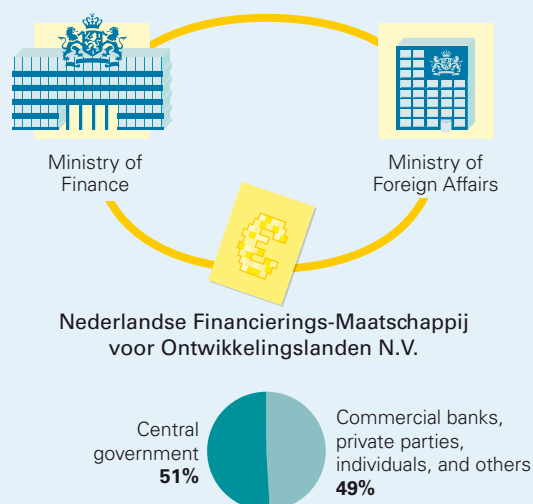 Ministry of
Finance
Ministry of
Foreign Affairs
€
Nederlandse Financierings-Maatschappij
voor Ontwikkelingslanden N.V.
Central
government
51%
Commercial banks,
private parties,
individuals, and others
49%